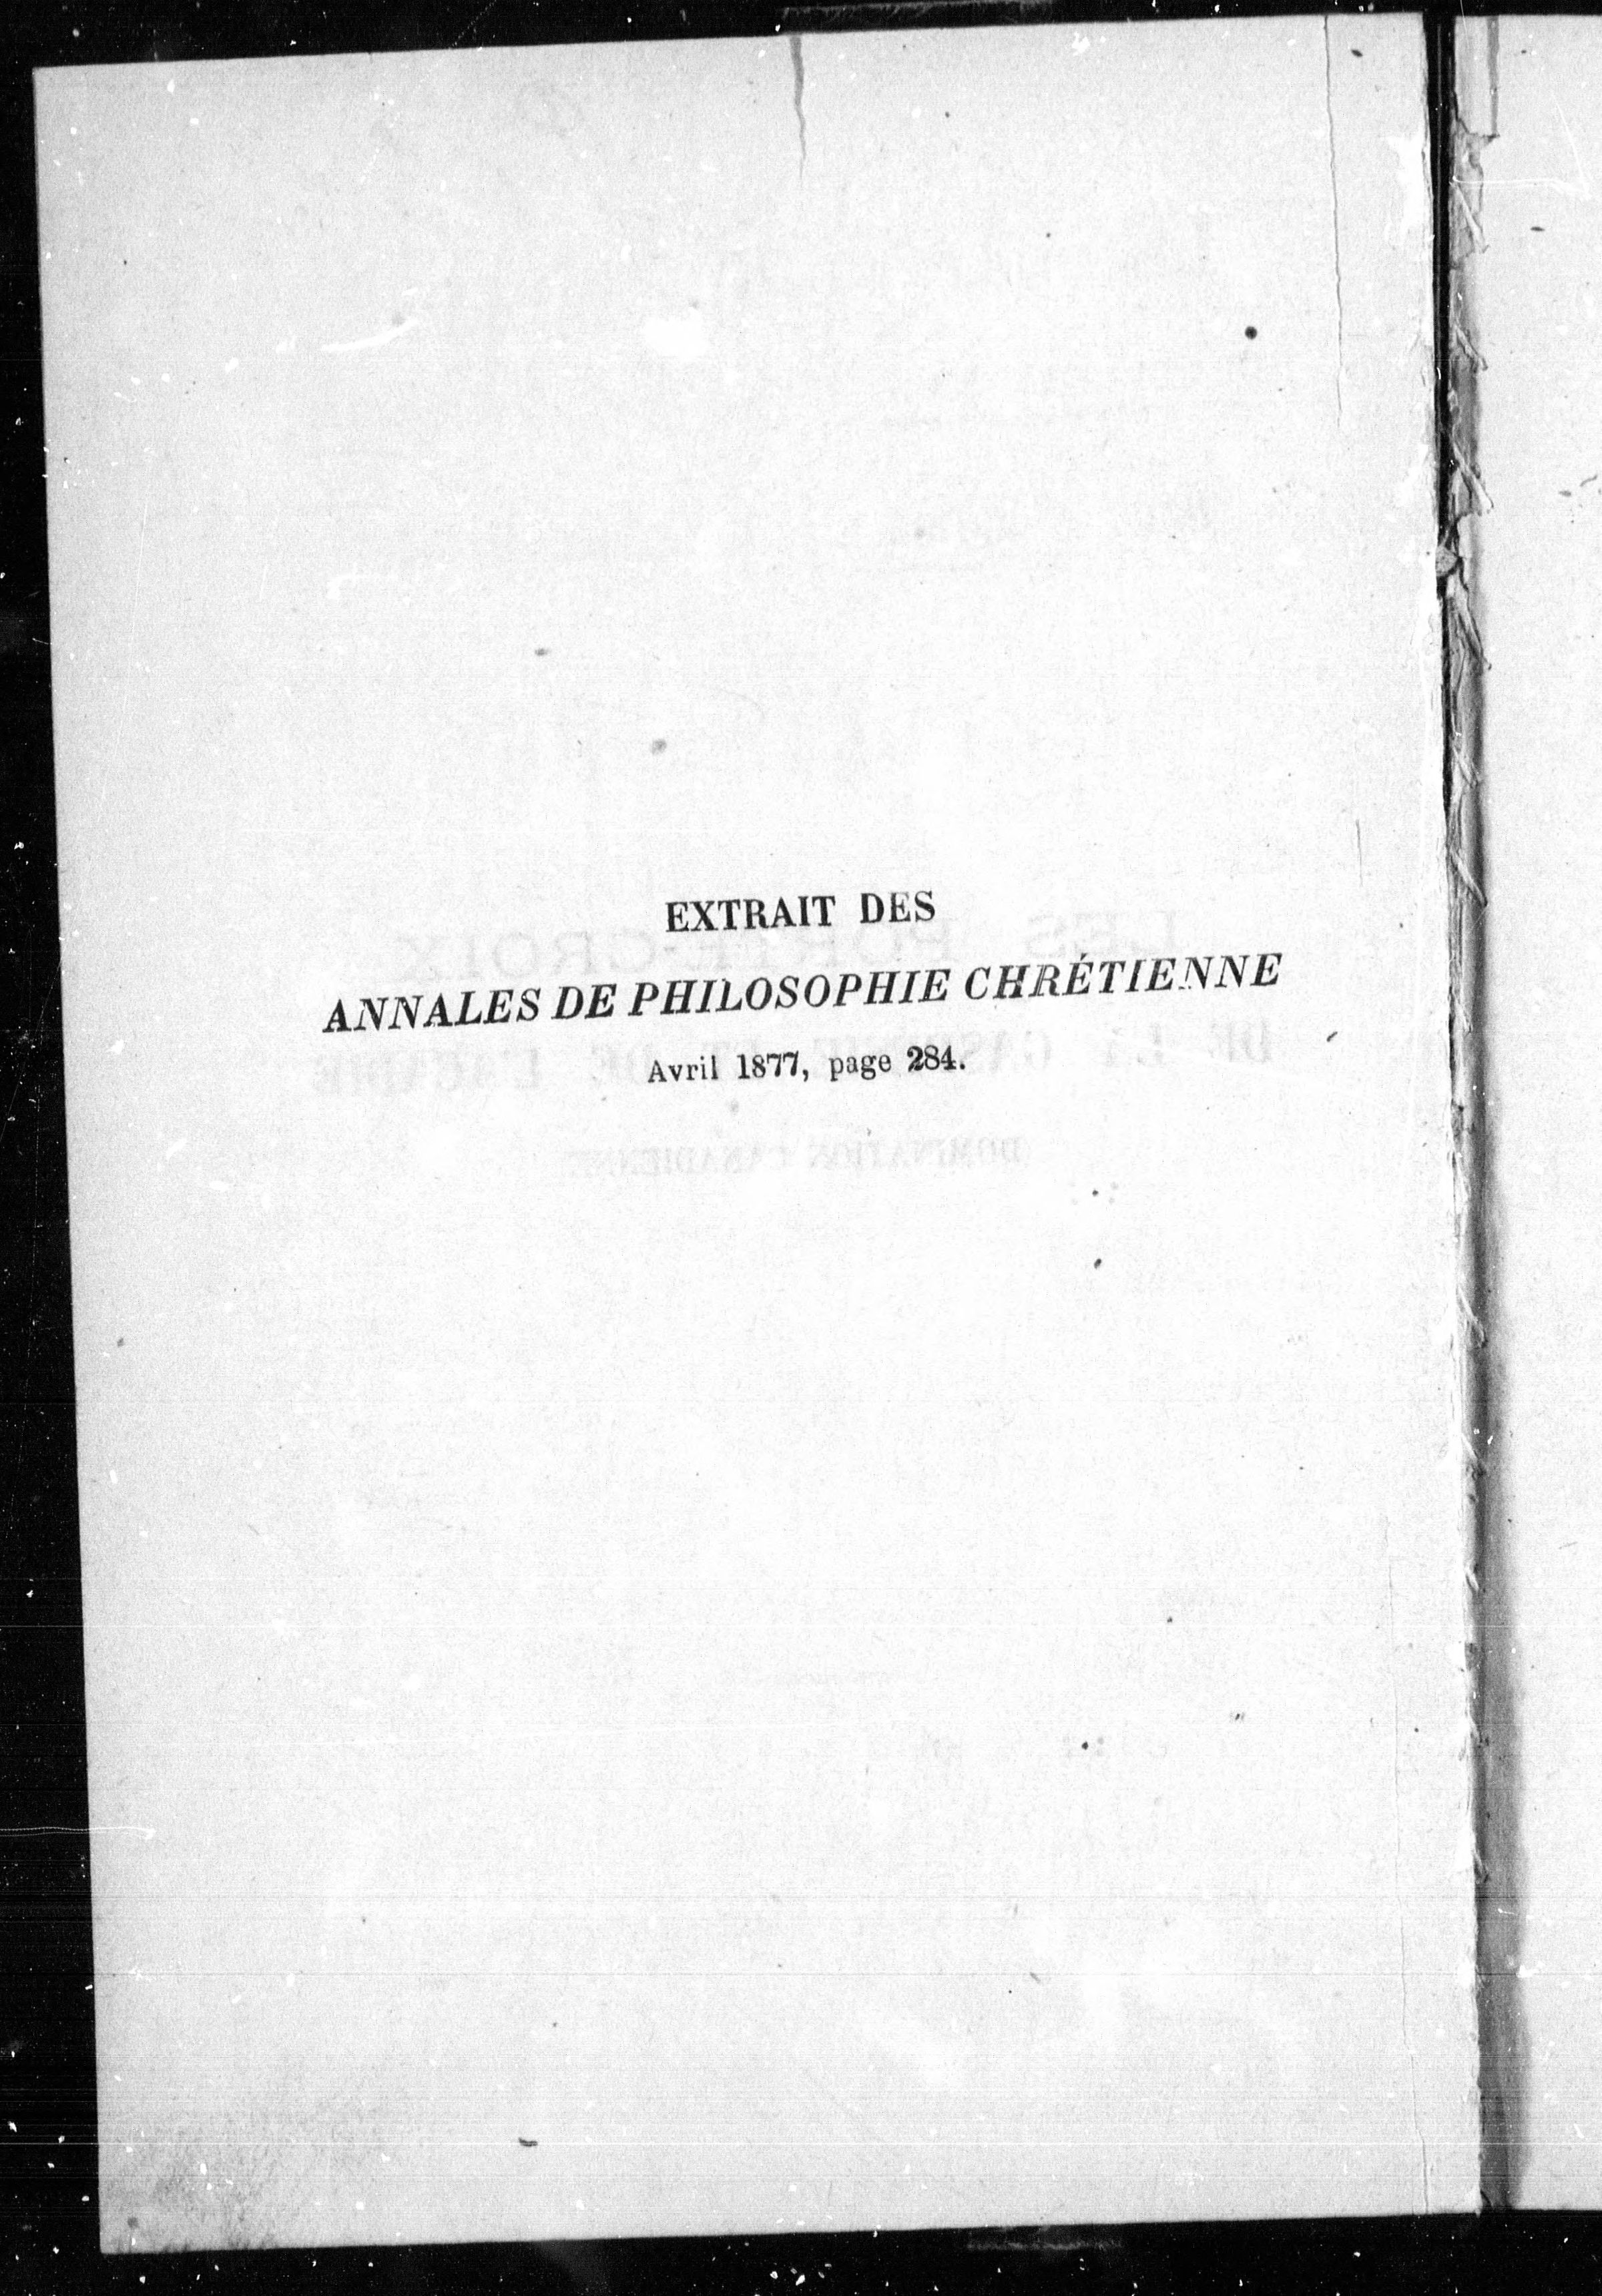 EXTRAIT DES
ANNALES DE PHILOSOPHIE CHRÉTIENNE
Avril 1877, page 284.